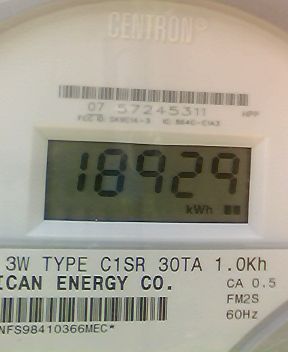 CENTRON®
07 57245311 HPP
18929
kWh
3W TYPE C1SR 30TA 1.0Kh
ICAN ENERGY CO. CA 0.5
FM2S
60Hz
NFS98410366MEC*